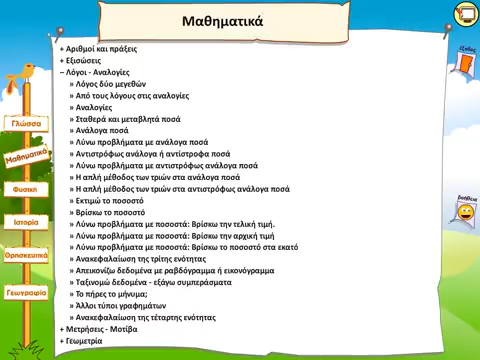 Μαθηματικά
+ Αριθμοί και πράξεις
+ Εξισώσεις
– Λόγοι - Αναλογίες
» Λόγος δύο μεγεθών
» Από τους λόγους στις αναλογίες
» Αναλογίες
» Σταθερά και μεταβλητά ποσά
» Ανάλογα ποσά
» Λύνω προβλήματα με ανάλογα ποσά
» Αντιστρόφως ανάλογα ή αντίστροφα ποσά
» Λύνω προβλήματα με αντιστρόφως ανάλογα ποσά
» Η απλή μέθοδος των τριών στα ανάλογα ποσά
» Η απλή μέθοδος των τριών στα αντιστρόφως ανάλογα ποσά
» Εκτιμώ το ποσοστό
» Βρίσκω το ποσοστό
» Λύνω προβλήματα με ποσοστά: Βρίσκω την τελική τιμή.
» Λύνω προβλήματα με ποσοστά: Βρίσκω την αρχική τιμή
» Λύνω προβλήματα με ποσοστά: Βρίσκω το ποσοστό στα εκατό
» Ανακεφαλαίωση της τρίτης ενότητας
» Απεικονίζω δεδομένα με ραβδόγραμμα ή εικονόγραμμα
» Ταξινομώ δεδομένα - εξάγω συμπεράσματα
» Το πήρες το μήνυμα;
» Άλλοι τύποι γραφημάτων
» Ανακεφαλαίωση της τέταρτης ενότητας
+ Μετρήσεις - Μοτίβα
+ Γεωμετρία
Γλώσσα
Μαθηματικά
Φυσική
Ιστορία
Θρησκευτικά
Γεωγραφία
Έξοδος
Βοήθεια